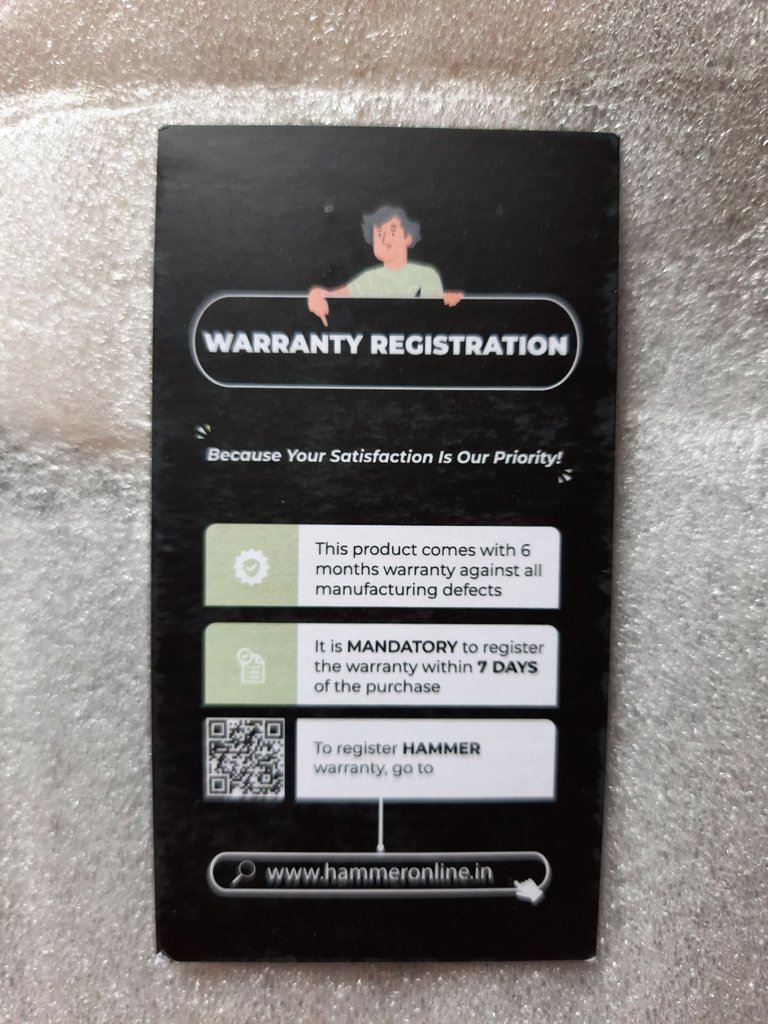 WARRANTY REGISTRATION
Because Your Satisfaction Is Our Priority!
This product comes with 6
months warranty against all
manufacturing defects
It is MANDATORY to register
the warranty within 7 DAYS
of the purchase
To register HAMMER
warranty, go to
www.hammeronline.in